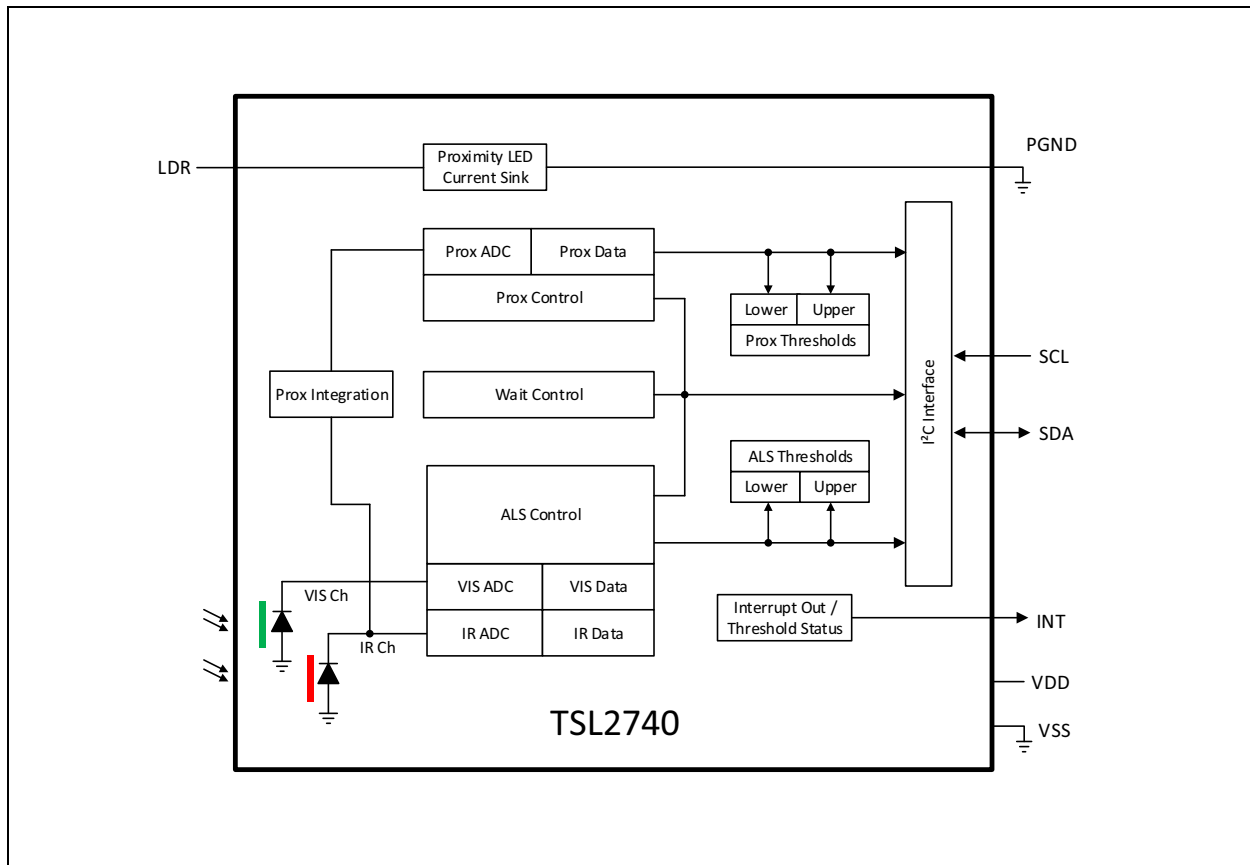 PGND
LDR
Proximity LED
Current Sink
Prox ADC
Prox Data
Prox Control
Lower
Upper
Prox Thresholds
SCL
Prox Integration
Wait Control
I²C Interface
SDA
ALS Thresholds
Lower
Upper
ALS Control
VIS Ch
VIS ADC
VIS Data
Interrupt Out /
Threshold Status
INT
IR Ch
IR ADC
IR Data
VDD
TSL2740
VSS